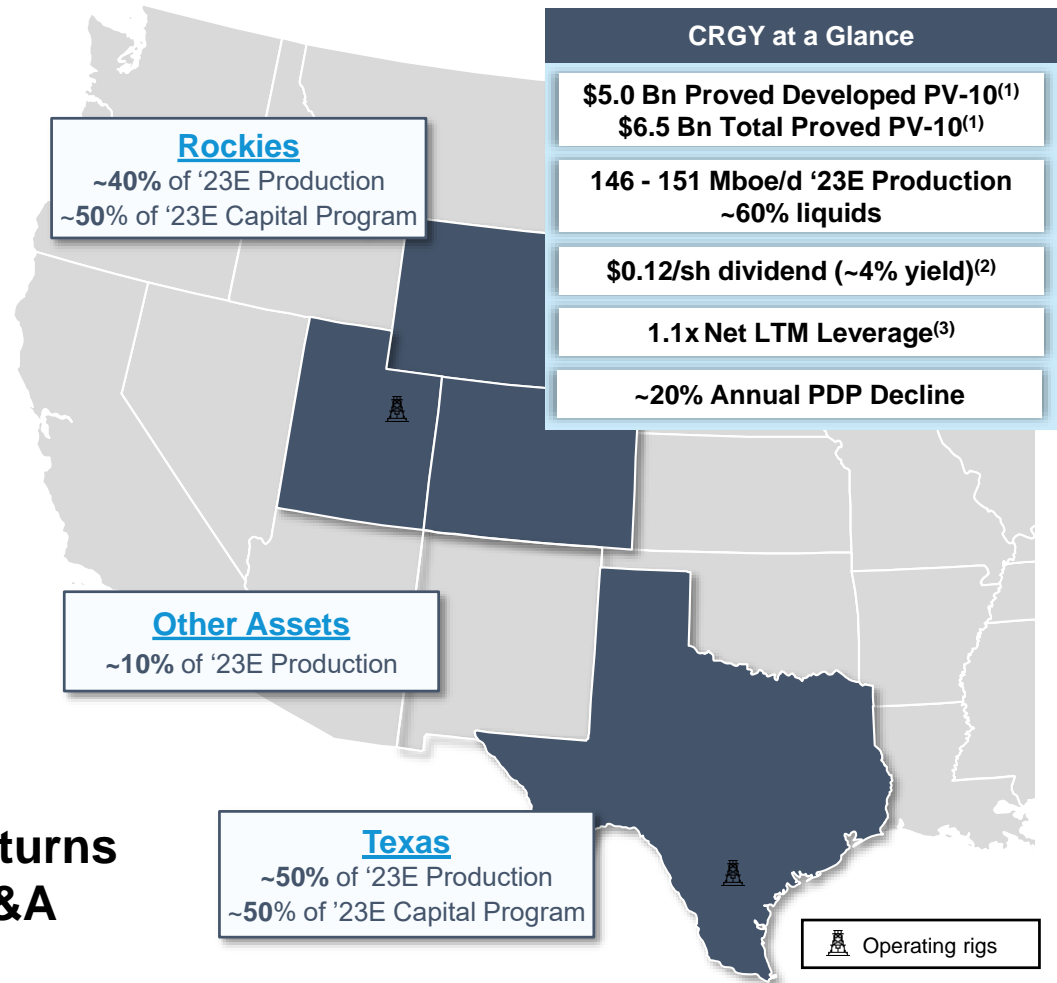 CRGY at a Glance
$5.0 Bn Proved Developed PV-10(1)
$6.5 Bn Total Proved PV-10(1)
146 - 151 Mboe/d ‘23E Production
~60% liquids
$0.12/sh dividend (~4% yield)(2)
1.1x Net LTM Leverage(3)
~20% Annual PDP Decline
Rockies
~40% of ‘23E Production
~50% of ‘23E Capital Program
Other Assets
~10% of ‘23E Production
Texas
~50% of ‘23E Production
~50% of ’23E Capital Program
turns
&A
Operating rigs